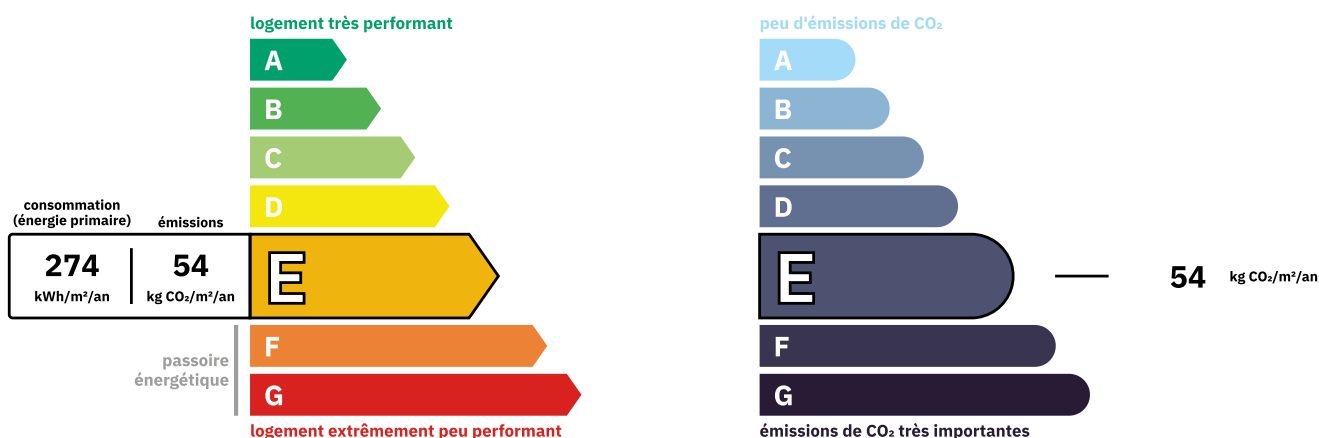 logement très performant
A
B
C
D
consommation
(énergie primaire)
émissions
274
kWh/m²/an
54
kg CO₂/m²/an
E
passoire
énergétique
F
G
logement extrêmement peu performant
peu d'émissions de CO₂
A
B
C
D
E
54
kg CO₂/m²/an
F
G
émissions de CO₂ très importantes